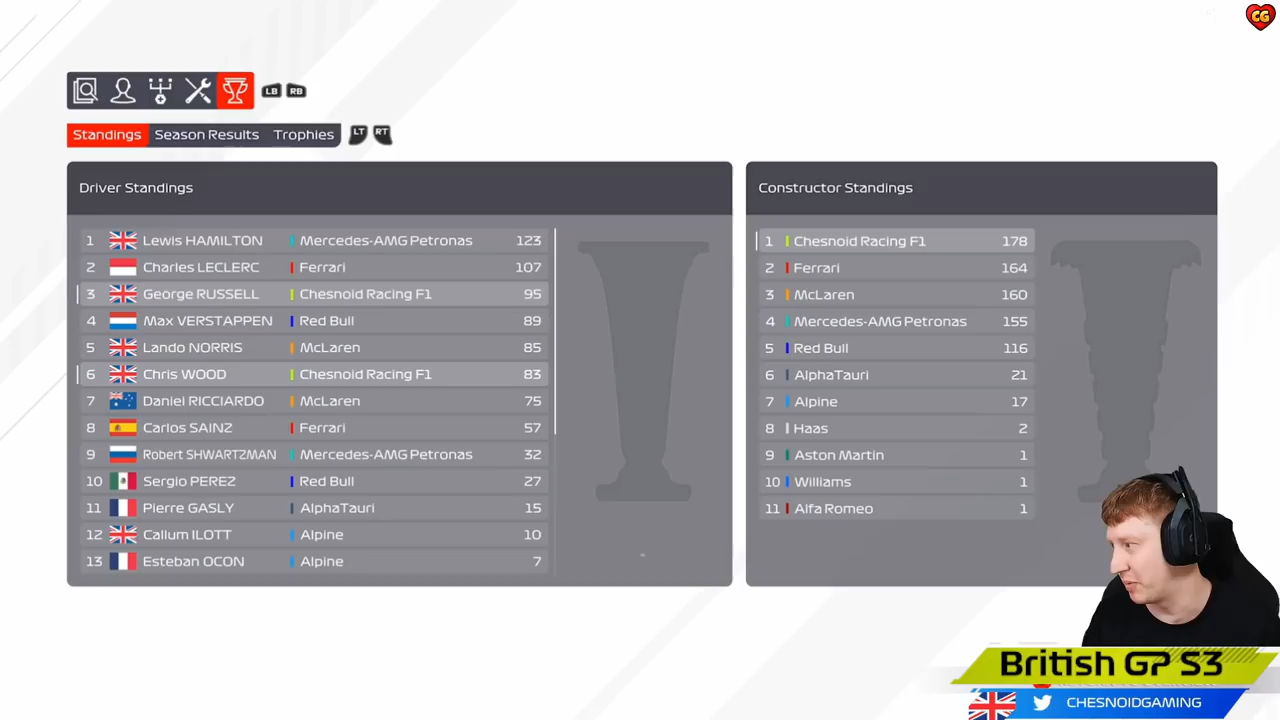 CG
LB RB
Standings Season Results Trophies LT RT
Driver Standings
1 Lewis HAMILTON Mercedes-AMG Petronas 123
2 Charles LECLERC Ferrari 107
3 George RUSSELL Chesnoid Racing F1 95
4 Max VERSTAPPEN Red Bull 89
5 Lando NORRIS McLaren 85
6 Chris WOOD Chesnoid Racing F1 83
7 Daniel RICCIARDO McLaren 75
8 Carlos SAINZ Ferrari 57
9 Robert SHWARTZMAN Mercedes-AMG Petronas 32
10 Sergio PEREZ Red Bull 27
11 Pierre GASLY AlphaTauri 15
12 Callum ILOTT Alpine 10
13 Esteban OCON Alpine 7
Constructor Standings
1 Chesnoid Racing F1 178
2 Ferrari 164
3 McLaren 160
4 Mercedes-AMG Petronas 155
5 Red Bull 116
6 AlphaTauri 21
7 Alpine 17
8 Haas 2
9 Aston Martin 1
10 Williams 1
11 Alfa Romeo 1
British GP S3
CHESNOIDGAMING